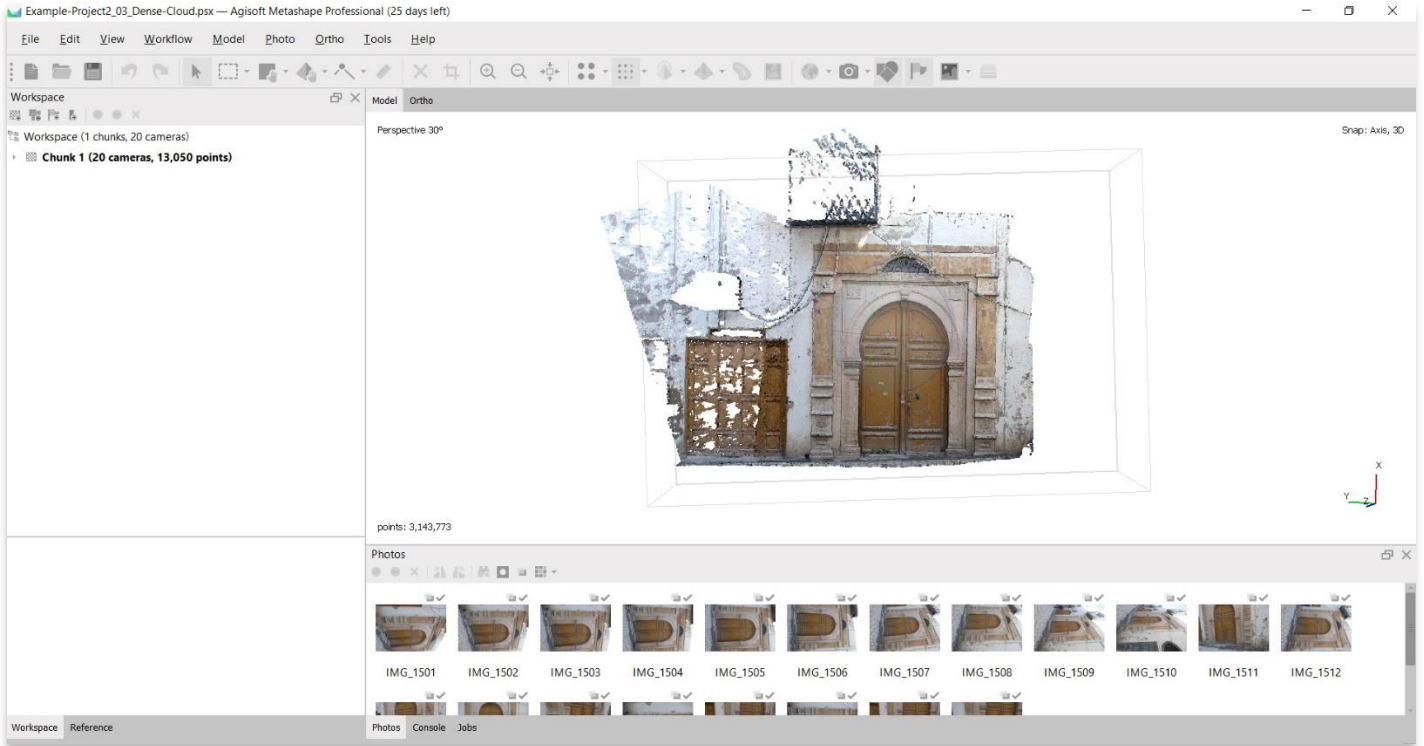 Example-Project2_03_Dense-Cloud.psx — Agisoft Metashape Professional (25 days left)
File Edit View Workflow Model Photo Ortho Tools Help
Workspace
Model Ortho
Workspace (1 chunks, 20 cameras)
Chunk 1 (20 cameras, 13,050 points)
Perspective 30°
Snap: Axis, 3D
X
Y
Z
points: 3,143,773
Photos
IMG_1501 IMG_1502 IMG_1503 IMG_1504 IMG_1505 IMG_1506 IMG_1507 IMG_1508 IMG_1509 IMG_1510 IMG_1511 IMG_1512
Workspace Reference
Photos Console Jobs